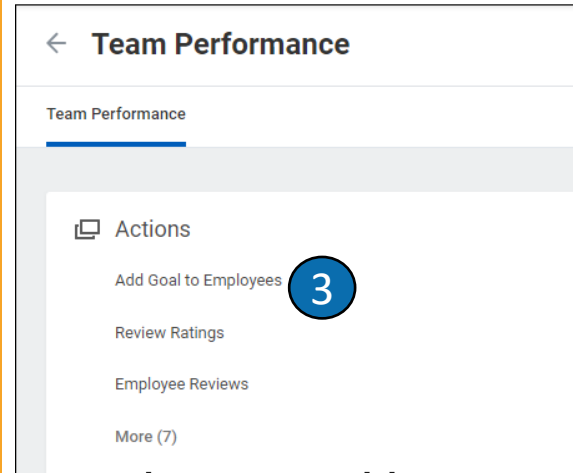 ← Team Performance
Team Performance
Actions
Add Goal to Employees 3
Review Ratings
Employee Reviews
More (7)